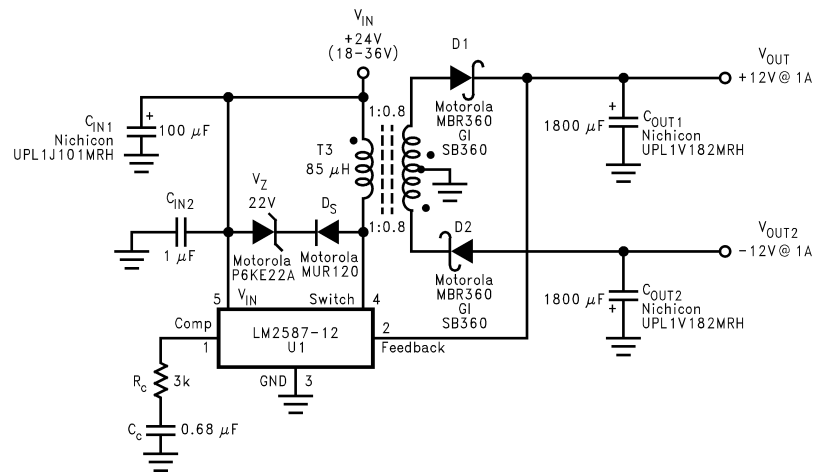 V_IN
+24V
(18-36V)
D1
V_OUT
+12V@ 1A
+
C_IN1
Nichicon
UPL1J101MRH
100 μF
1:0.8
Motorola
MBR360
GI
SB360
+
1800 μF
C_OUT1
Nichicon
UPL1V182MRH
T3
85 μH
V_Z
22V
D_S
C_IN2
1 μF
Motorola
P6KE22A
Motorola
MUR120
1:0.8
D2
V_OUT2
-12V@ 1A
Motorola
MBR360
GI
SB360
1800 μF
+
C_OUT2
Nichicon
UPL1V182MRH
5
V_IN
Switch
4
Comp
1
LM2587-12
U1
2
Feedback
GND
3
R_c
3k
C_c
0.68 μF